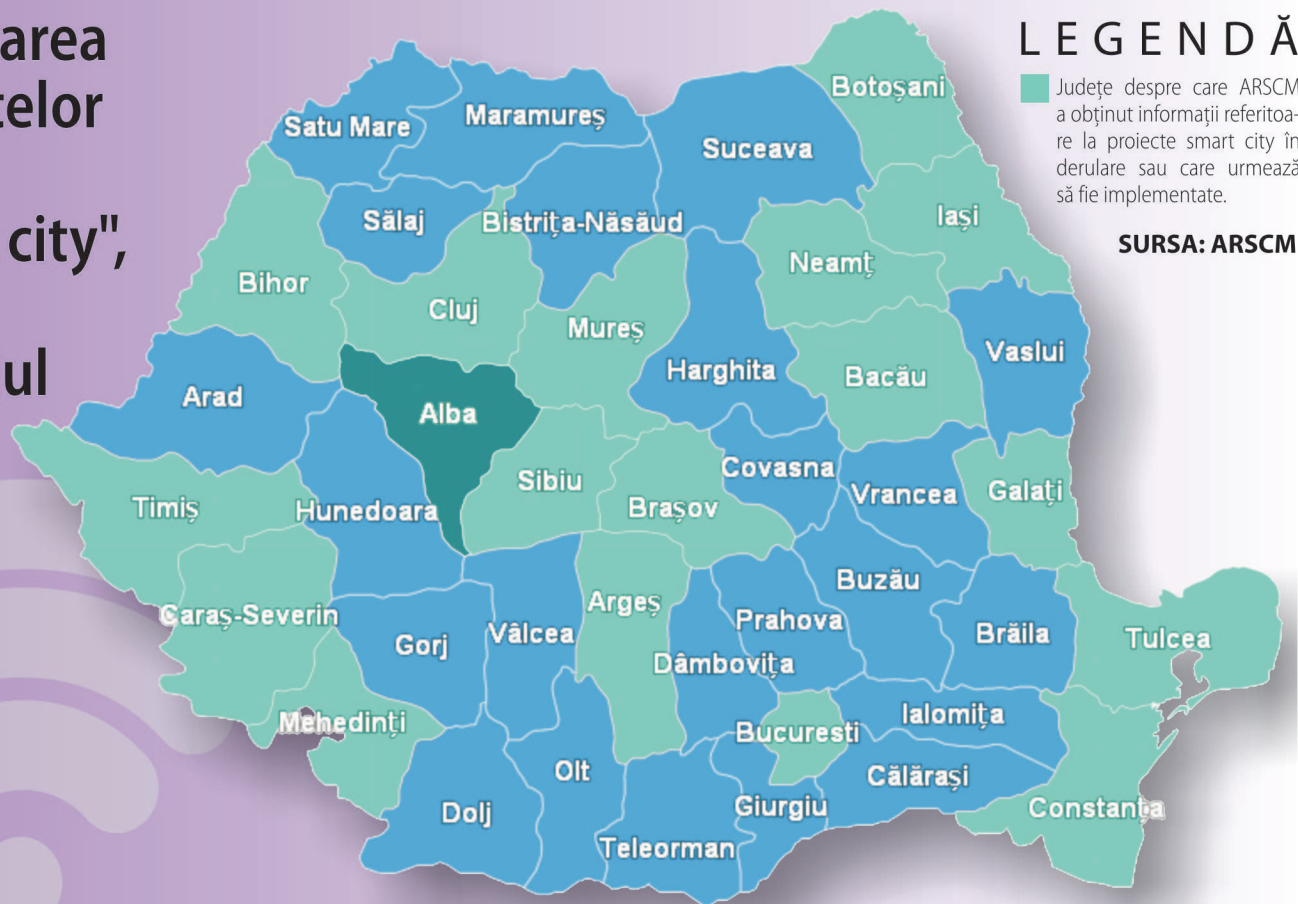 area
telor
city",
ul
LEGENDĂ
Județe despre care ARSCM
a obținut informații referitoa-
re la proiecte smart city în
derulare sau care urmează
să fie implementate.
SURSA: ARSCM
Botoșani
Satu Mare
Maramureș
Suceava
Sălaj
Bistrița-Năsăud
Iași
Neamț
Bihor
Cluj
Mureș
Vaslui
Harghita
Bacău
Arad
Alba
Covasna
Sibiu
Vrancea
Galați
Timiș
Hunedoara
Brașov
Buzău
Argeș
Caraș-Severin
Prahova
Gorj
Vâlcea
Brăila
Tulcea
Dâmbovița
Ialomița
Mehedinți
Bucuresti
Olt
Călărași
Dolj
Giurgiu
Constanța
Teleorman